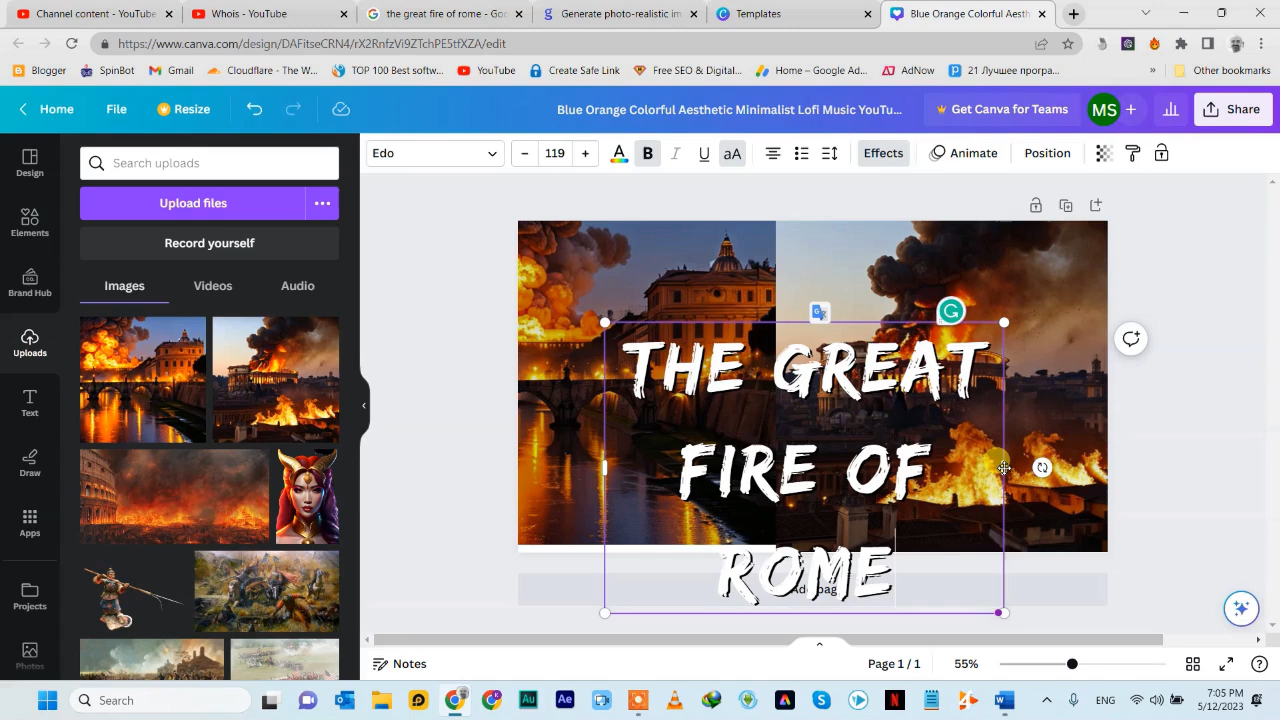 Channel content - YouTube
Whois - YouTube
the great fire of rome - Goo
Generate photo-realistic im
Templates
Blue Orange Colorful Aesth
https://www.canva.com/design/DAFitseCRN4/rX2RnfzVi9ZThPE5tfXZA/edit
Blogger
SpinBot
Gmail
Cloudflare - The W...
TOP 100 Best softw...
YouTube
Create Safe Link
Free SEO & Digital...
Home – Google Ads
AdNow
21 Лучшее програ...
»
Other bookmarks
Home
File
Resize
Blue Orange Colorful Aesthetic Minimalist Lofi Music YouTu...
Get Canva for Teams
MS
Share
Edo
119
B
I
U
aA
Effects
Animate
Position
Design
Elements
Brand Hub
Uploads
Text
Draw
Apps
Projects
Photos
Search uploads
Upload files
Record yourself
Images
Videos
Audio
THE GREAT
FIRE OF
ROME
Notes
Page 1 / 1
55%
Search
ENG
7:05 PM
5/12/2023